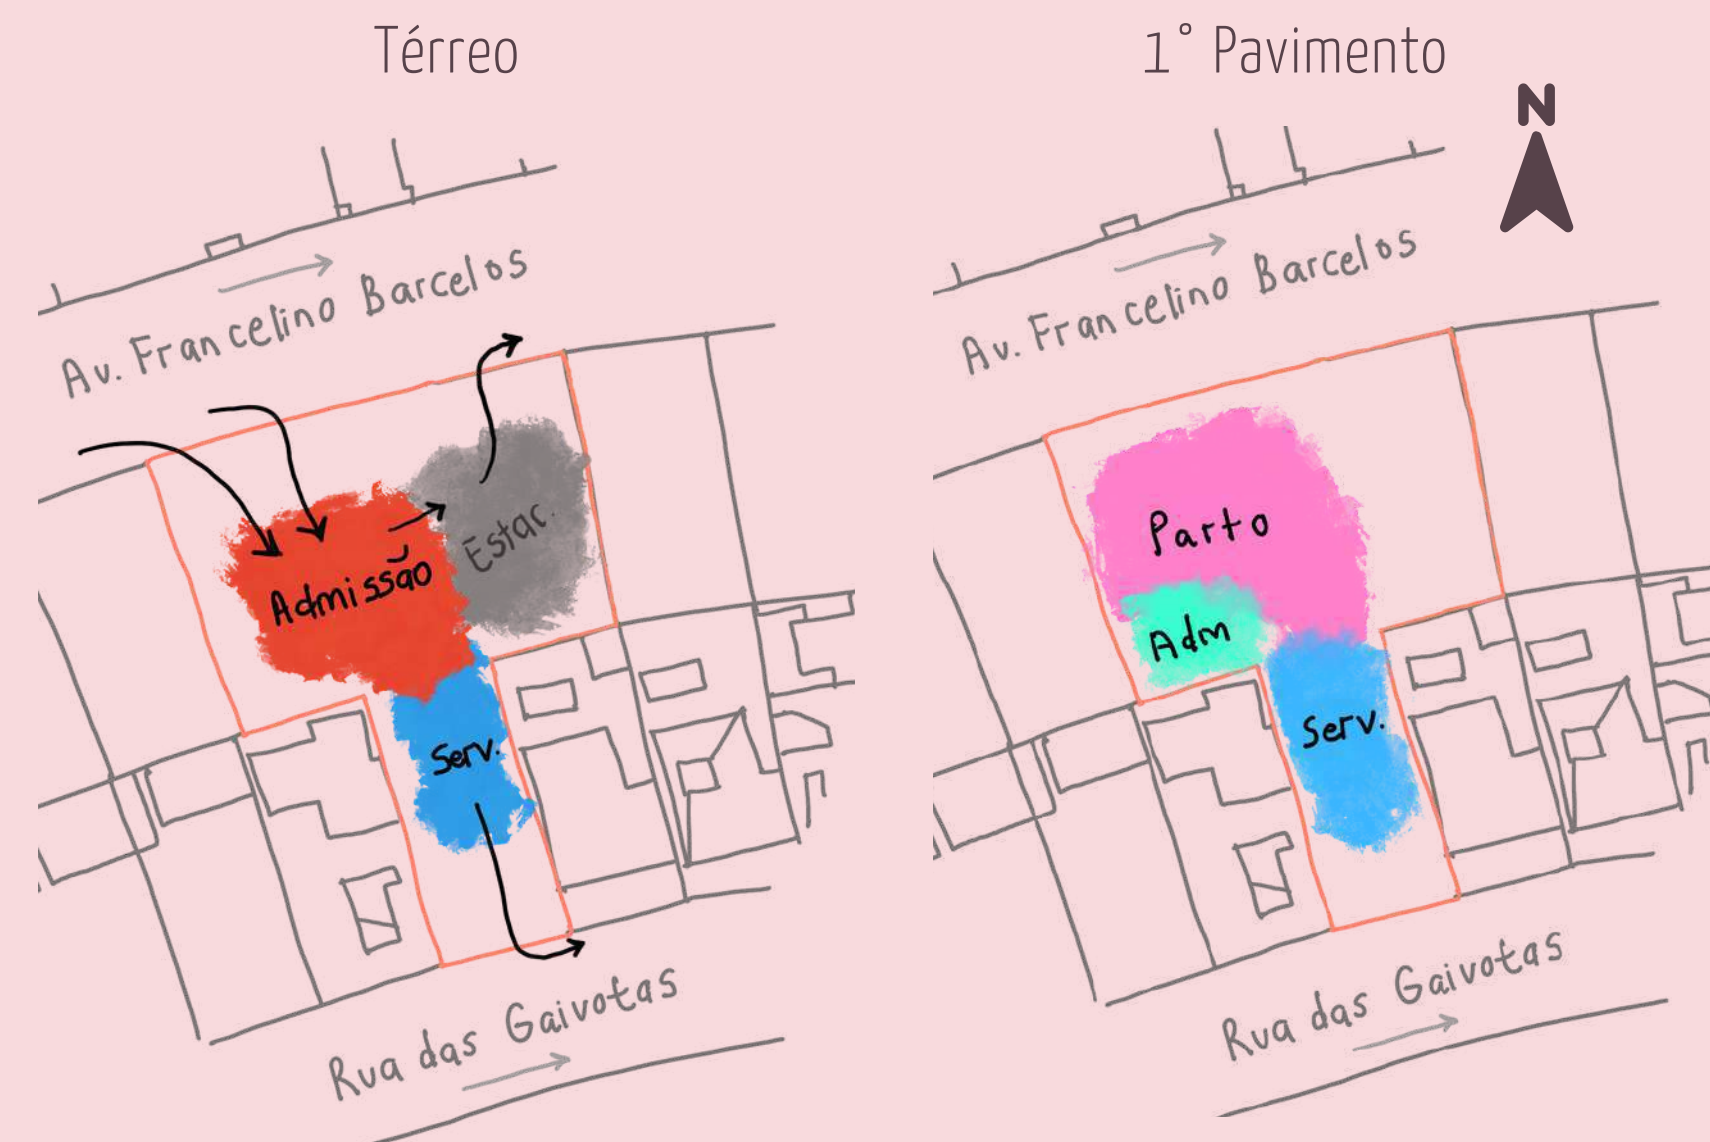 Térreo
Av. Francelino Barcelos
Estac.
Admissão
Serv.
Rua das Gaivotas
1° Pavimento
N
Av. Francelino Barcelos
Parto
Adm
Serv.
Rua das Gaivotas